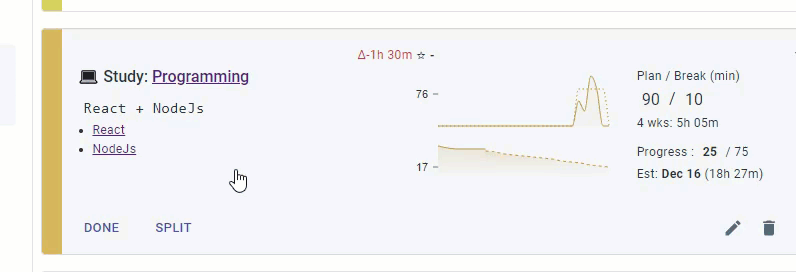 Δ-1h 30m ☆ -
Study: Programming
React + NodeJs
React
NodeJs
DONE SPLIT
76
17
Plan / Break (min)
90 / 10
4 wks: 5h 05m
Progress : 25 / 75
Est: Dec 16 (18h 27m)